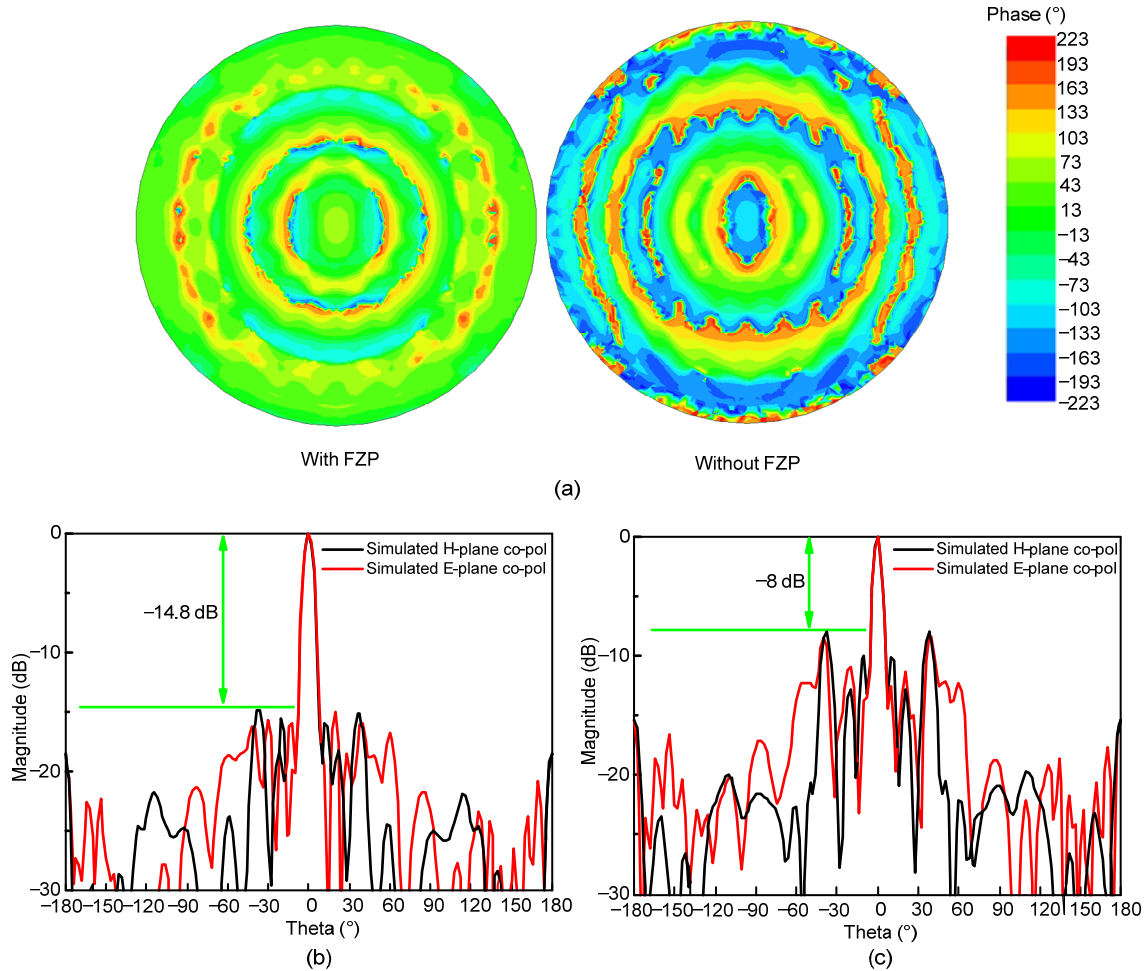 (a)
Phase (°)
223
193
163
133
103
73
43
13
−13
−43
−73
−103
−133
−163
−193
−223
With FZP
Without FZP
(a)
0
−10
−20
−30
Magnitude (dB)
−14.8 dB
Simulated H-plane co-pol
Simulated E-plane co-pol
−180 −150 −120 −90 −60 −30 0 30 60 90 120 150 180
Theta (°)
(b)
0
−10
−20
−30
Magnitude (dB)
−8 dB
Simulated H-plane co-pol
Simulated E-plane co-pol
−180 −150 −120 −90 −60 −30 0 30 60 90 120 150 180
Theta (°)
(c)